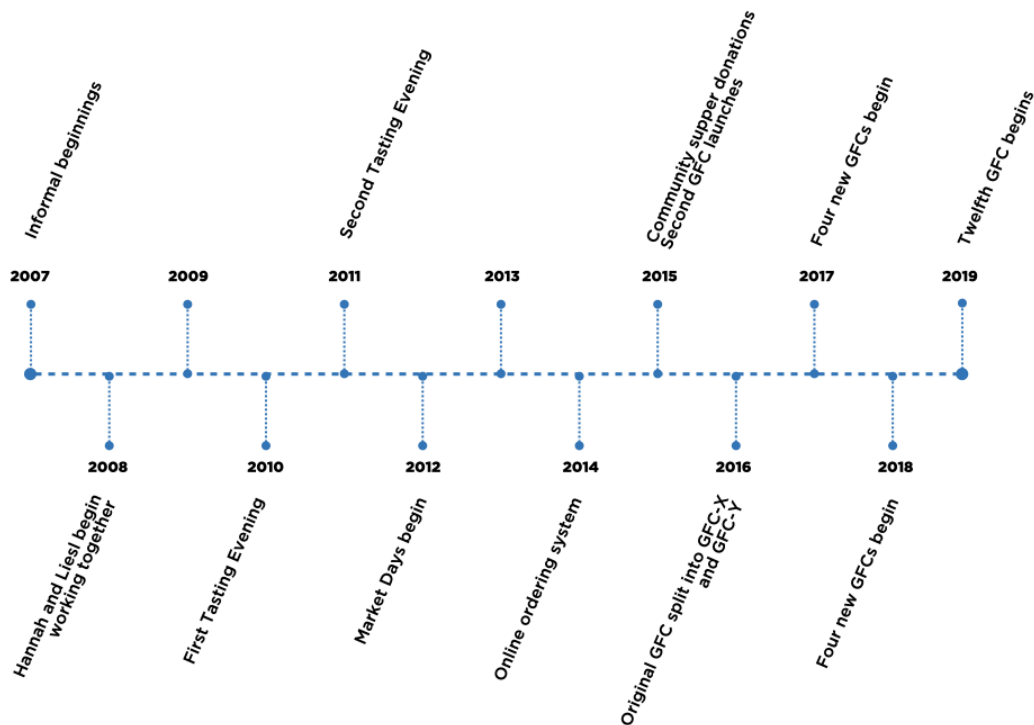 Informal beginnings
Second Tasting Evening
Community supper donations
Second GFC launches
Four new GFCs begin
Twelfth GFC begins
2007
2009
2011
2013
2015
2017
2019
2008
2010
2012
2014
2016
2018
Hannah and Liesl begin
working together
First Tasting Evening
Market Days begin
Online ordering system
Original GFC split into GFC-X
and GFC-Y
Four new GFCs begin